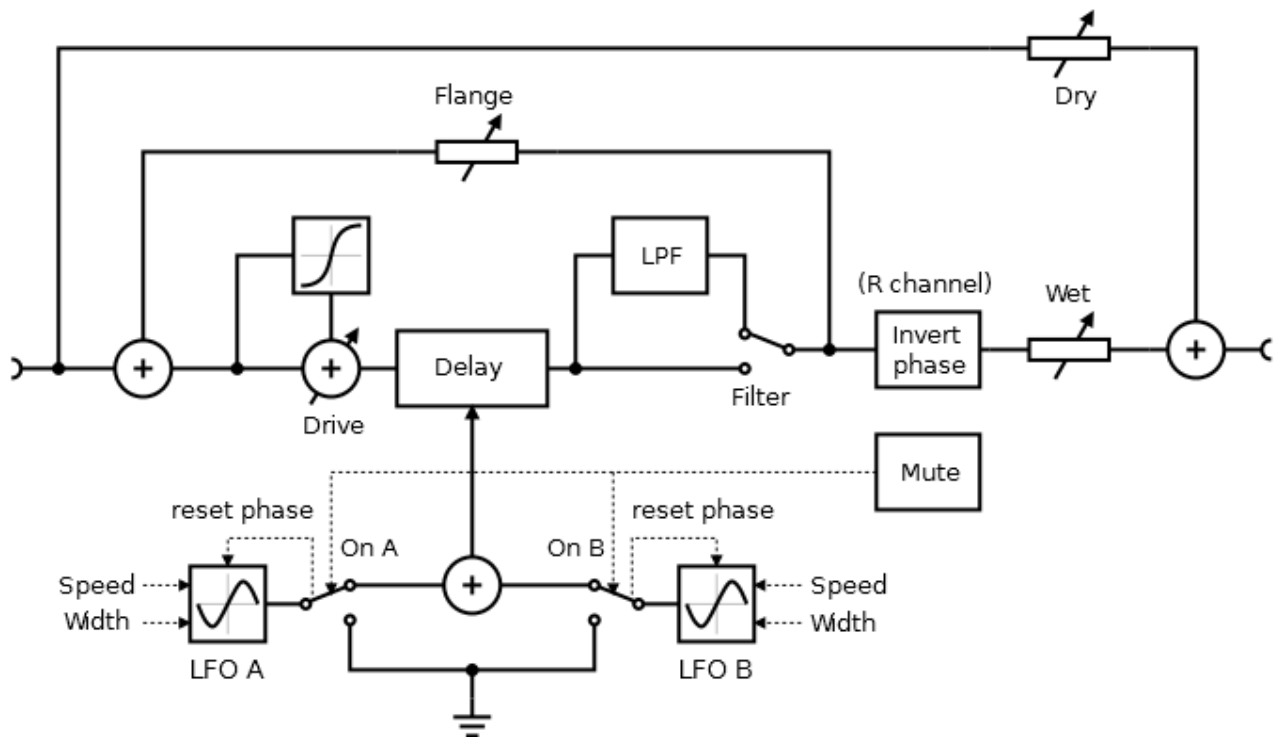 Dry
Flange
LPF
(R channel)
Wet
Invert
phase
Delay
Filter
Drive
Mute
reset phase
reset phase
On A
On B
Speed
Speed
Width
Width
LFO A
LFO B